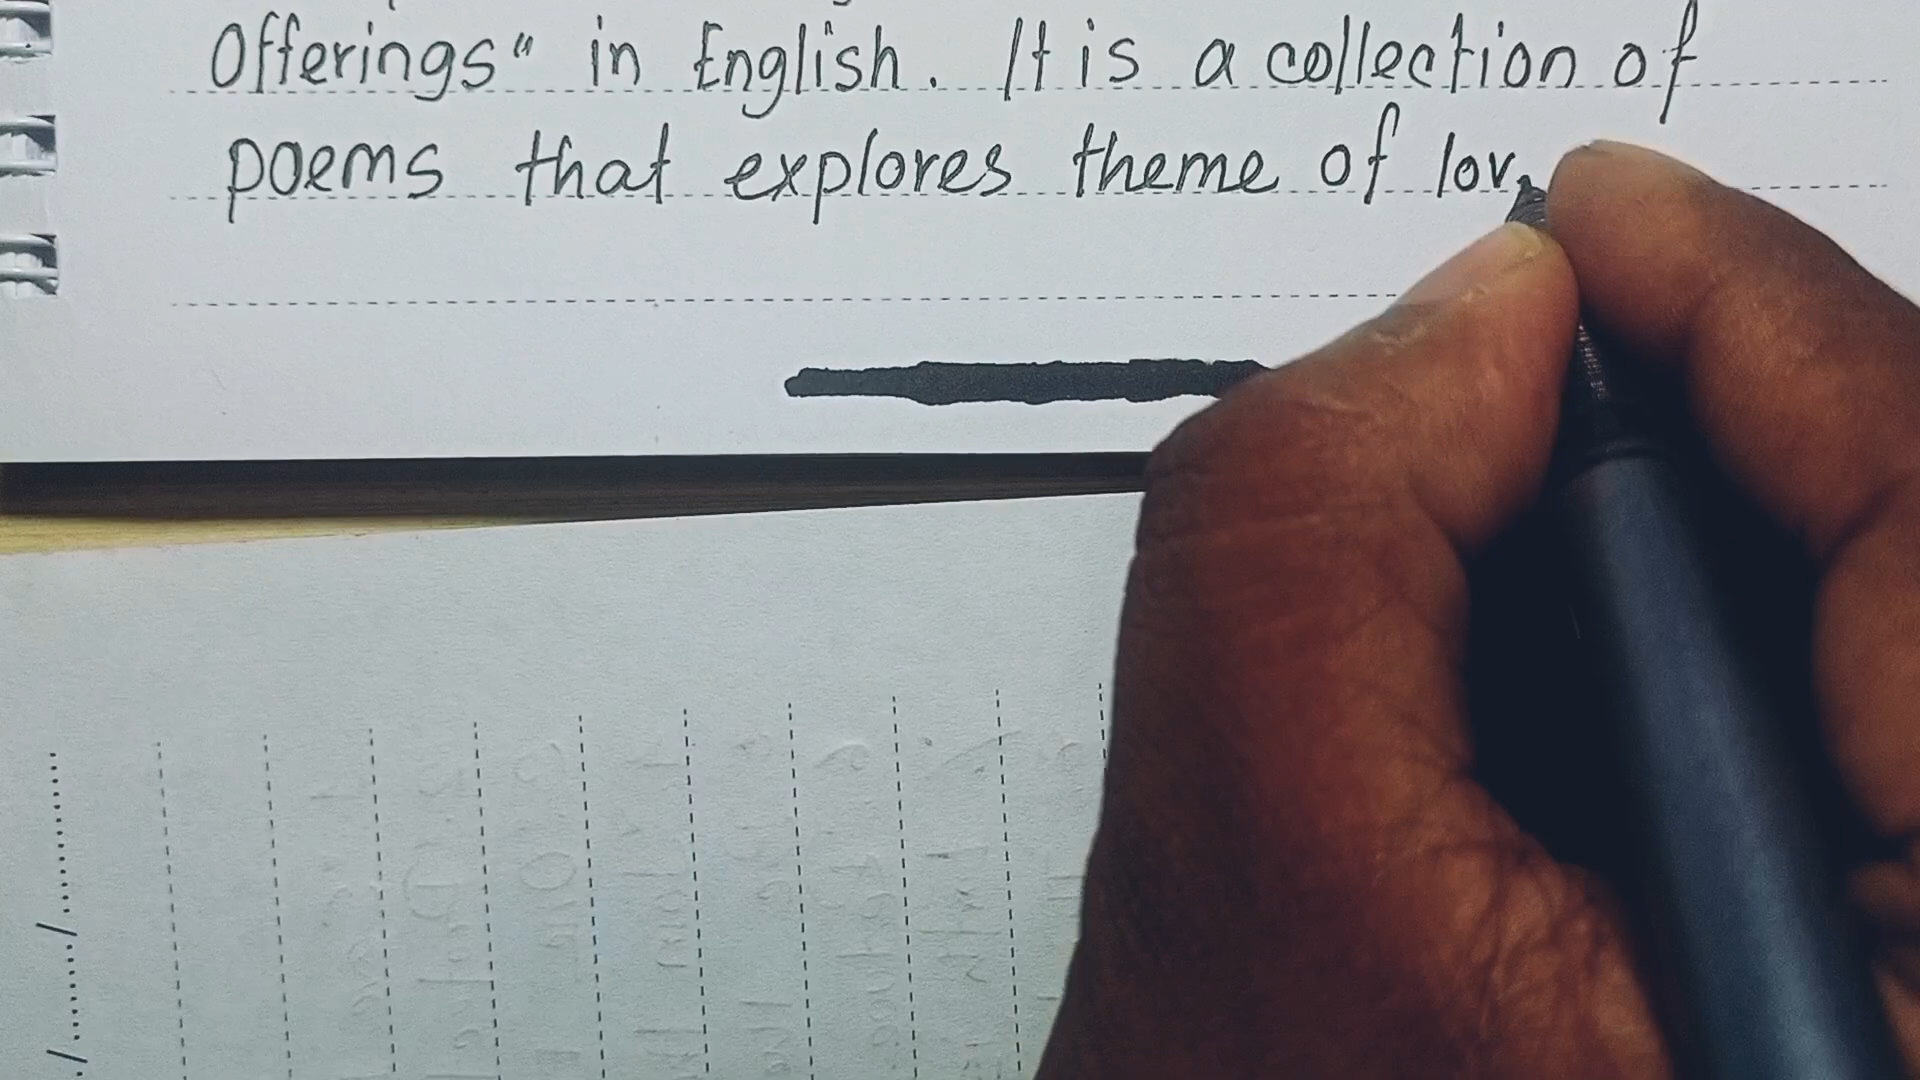 Offerings" in English. It is a collection of
poems that explores theme of lov